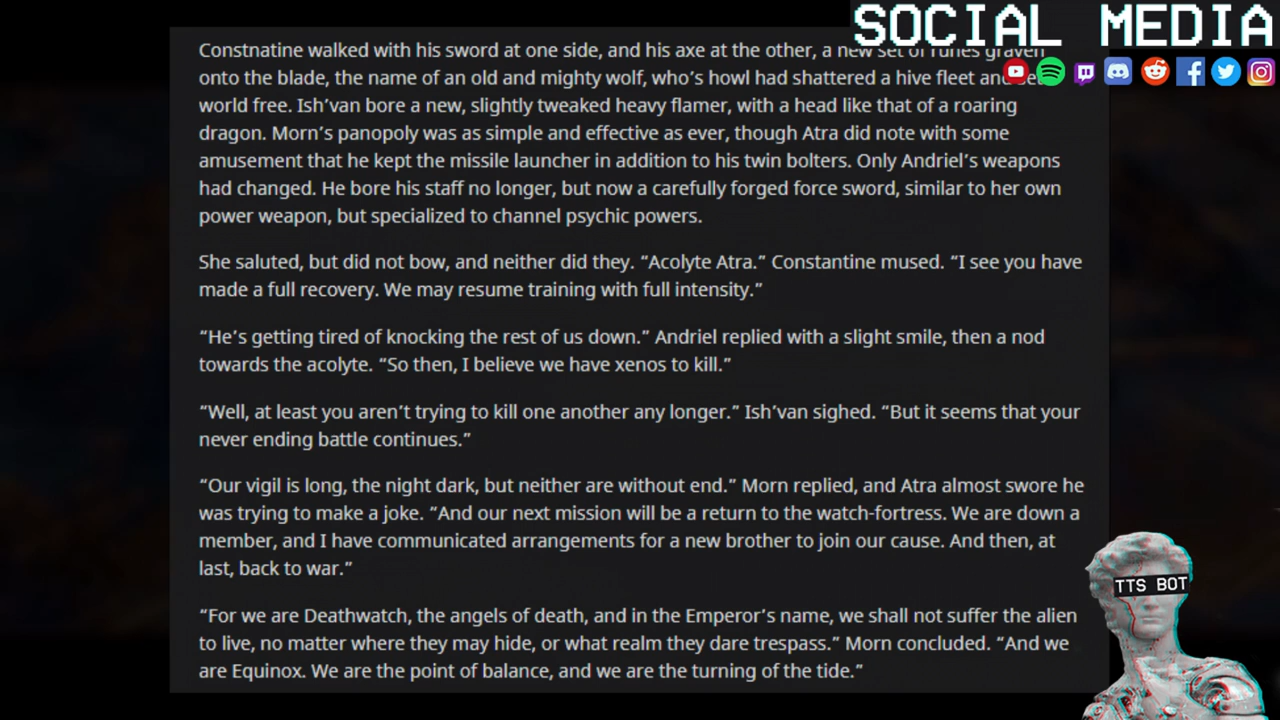 SOCIAL MEDIA
Constnatine walked with his sword at one side, and his axe at the other, a new set of runes graven
onto the blade, the name of an old and mighty wolf, who’s howl had shattered a hive fleet and
world free. Ish’van bore a new, slightly tweaked heavy flamer, with a head like that of a roaring
dragon. Morn’s panopoly was as simple and effective as ever, though Atra did note with some
amusement that he kept the missile launcher in addition to his twin bolters. Only Andriel’s weapons
had changed. He bore his staff no longer, but now a carefully forged force sword, similar to her own
power weapon, but specialized to channel psychic powers.
She saluted, but did not bow, and neither did they. “Acolyte Atra.” Constantine mused. “I see you have
made a full recovery. We may resume training with full intensity.”
“He’s getting tired of knocking the rest of us down.” Andriel replied with a slight smile, then a nod
towards the acolyte. “So then, I believe we have xenos to kill.”
“Well, at least you aren’t trying to kill one another any longer.” Ish’van sighed. “But it seems that your
never ending battle continues.”
“Our vigil is long, the night dark, but neither are without end.” Morn replied, and Atra almost swore he
was trying to make a joke. “And our next mission will be a return to the watch-fortress. We are down a
member, and I have communicated arrangements for a new brother to join our cause. And then, at
last, back to war.”
“For we are Deathwatch, the angels of death, and in the Emperor’s name, we shall not suffer the alien
to live, no matter where they may hide, or what realm they dare trespass.” Morn concluded. “And we
are Equinox. We are the point of balance, and we are the turning of the tide.”
TTS BOT